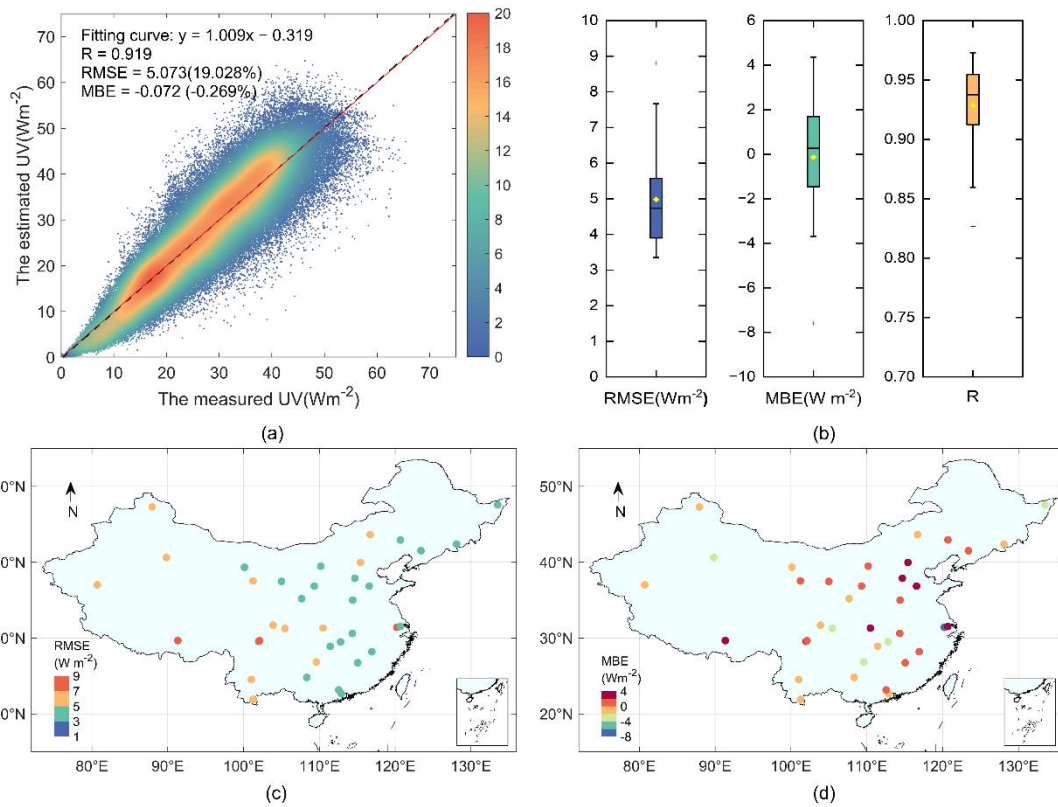 Fitting curve: y = 1.009x − 0.319
R = 0.919
RMSE = 5.073(19.028%)
MBE = -0.072 (-0.269%)
The estimated UV(Wm-2)
70
60
50
40
30
20
10
0
0 10 20 30 40 50 60 70
The measured UV(Wm-2)
20
18
16
14
12
10
8
6
4
2
0
(a)
10
9
8
7
6
5
4
3
2
1
0
RMSE(Wm-2)
6
4
2
0
−2
−4
−6
−8
−10
MBE(W m-2)
1.00
0.95
0.90
0.85
0.80
0.75
0.70
R
(b)
0°N
0°N
0°N
0°N
N
RMSE
(W m-2)
9
7
5
3
1
80°E 90°E 100°E 110°E 120°E 130°E
(c)
50°N
40°N
30°N
20°N
N
MBE
(Wm-2)
4
0
-4
-8
80°E 90°E 100°E 110°E 120°E 130°E
(d)